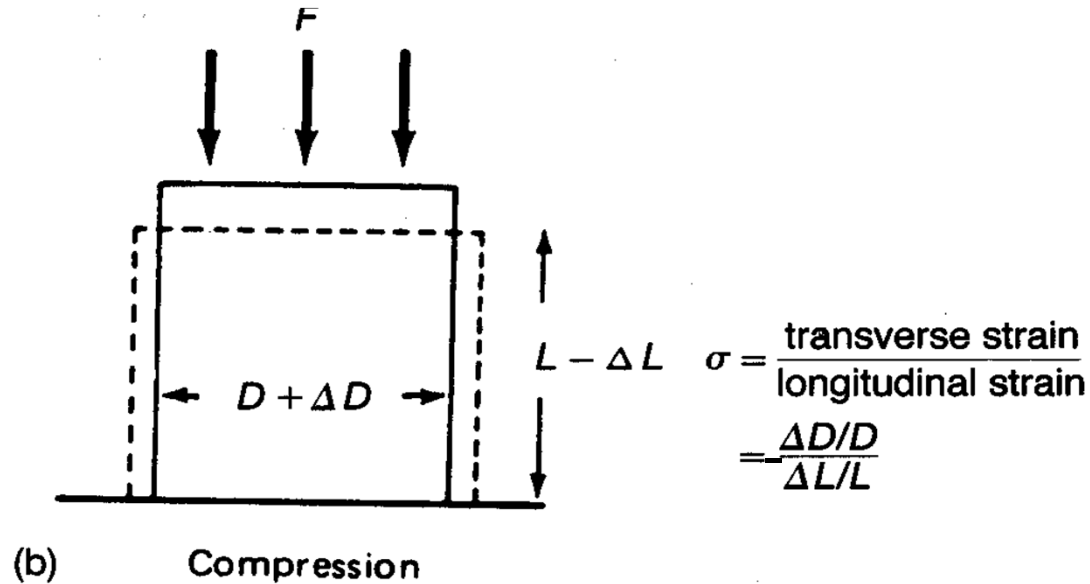 F
D + ΔD
L − ΔL
σ = transverse strain / longitudinal strain
= - ΔD/D / ΔL/L
(b) Compression